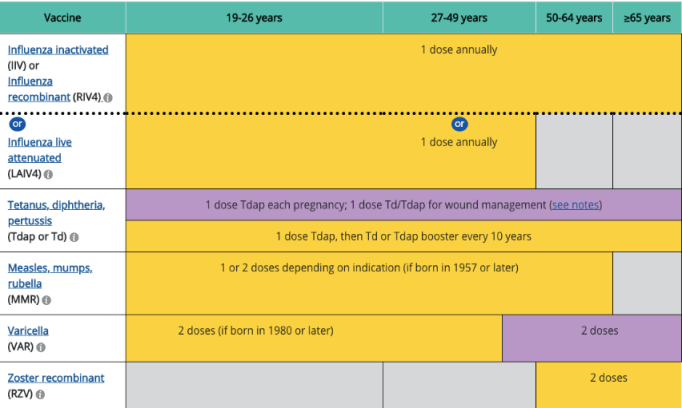 Vaccine 19-26 years 27-49 years 50-64 years ≥65 years
Influenza inactivated
(IIV) or
Influenza
recombinant (RIV4)
1 dose annually
or
Influenza live
attenuated
(LAIV4)
or
1 dose annually
Tetanus, diphtheria,
pertussis
(Tdap or Td)
1 dose Tdap each pregnancy; 1 dose Td/Tdap for wound management (see notes)
1 dose Tdap, then Td or Tdap booster every 10 years
Measles, mumps,
rubella
(MMR)
1 or 2 doses depending on indication (if born in 1957 or later)
Varicella
(VAR)
2 doses (if born in 1980 or later)
2 doses
Zoster recombinant
(RZV)
2 doses